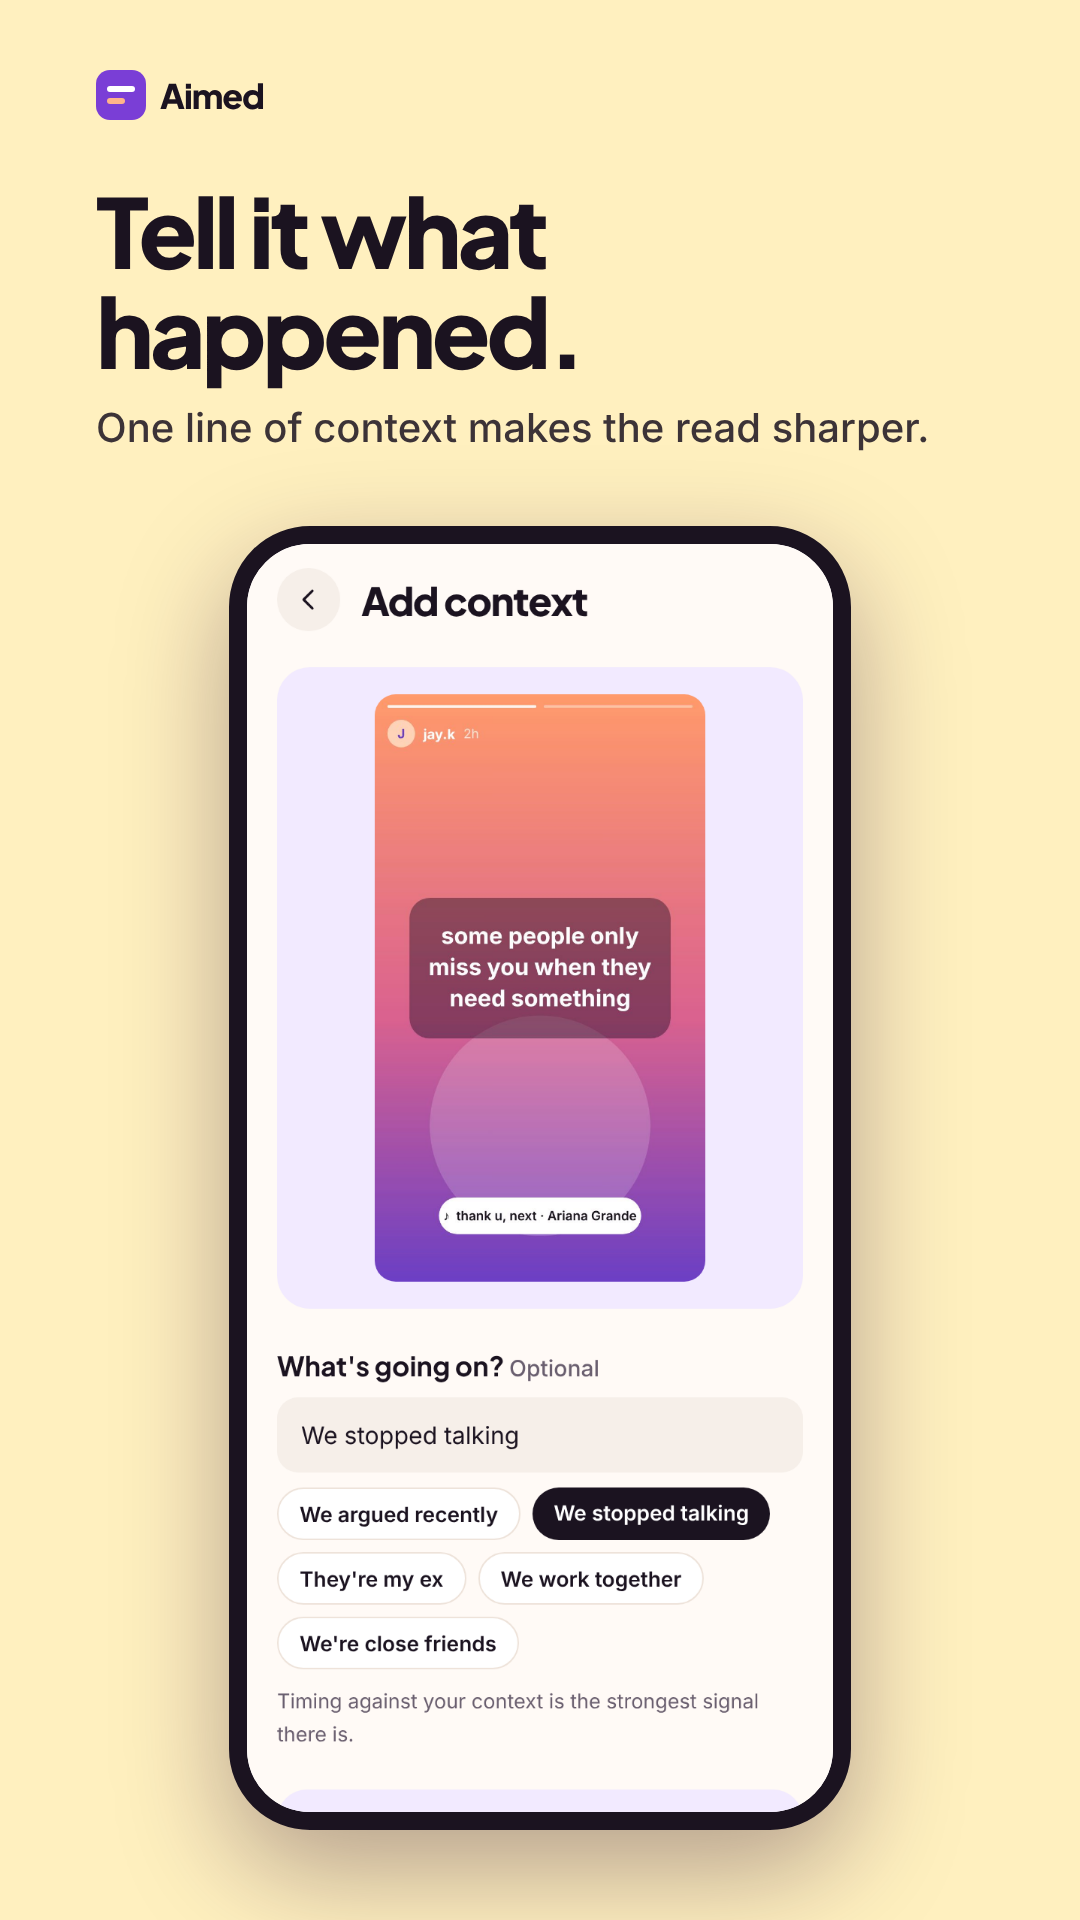 Aimed
Tell it what
happened.
One line of context makes the read sharper.
Add context
J jay.k 2h
some people only
miss you when they
need something
♪ thank u, next · Ariana Grande
What's going on? Optional
We stopped talking
We argued recently We stopped talking
They're my ex We work together
We're close friends
Timing against your context is the strongest signal
there is.